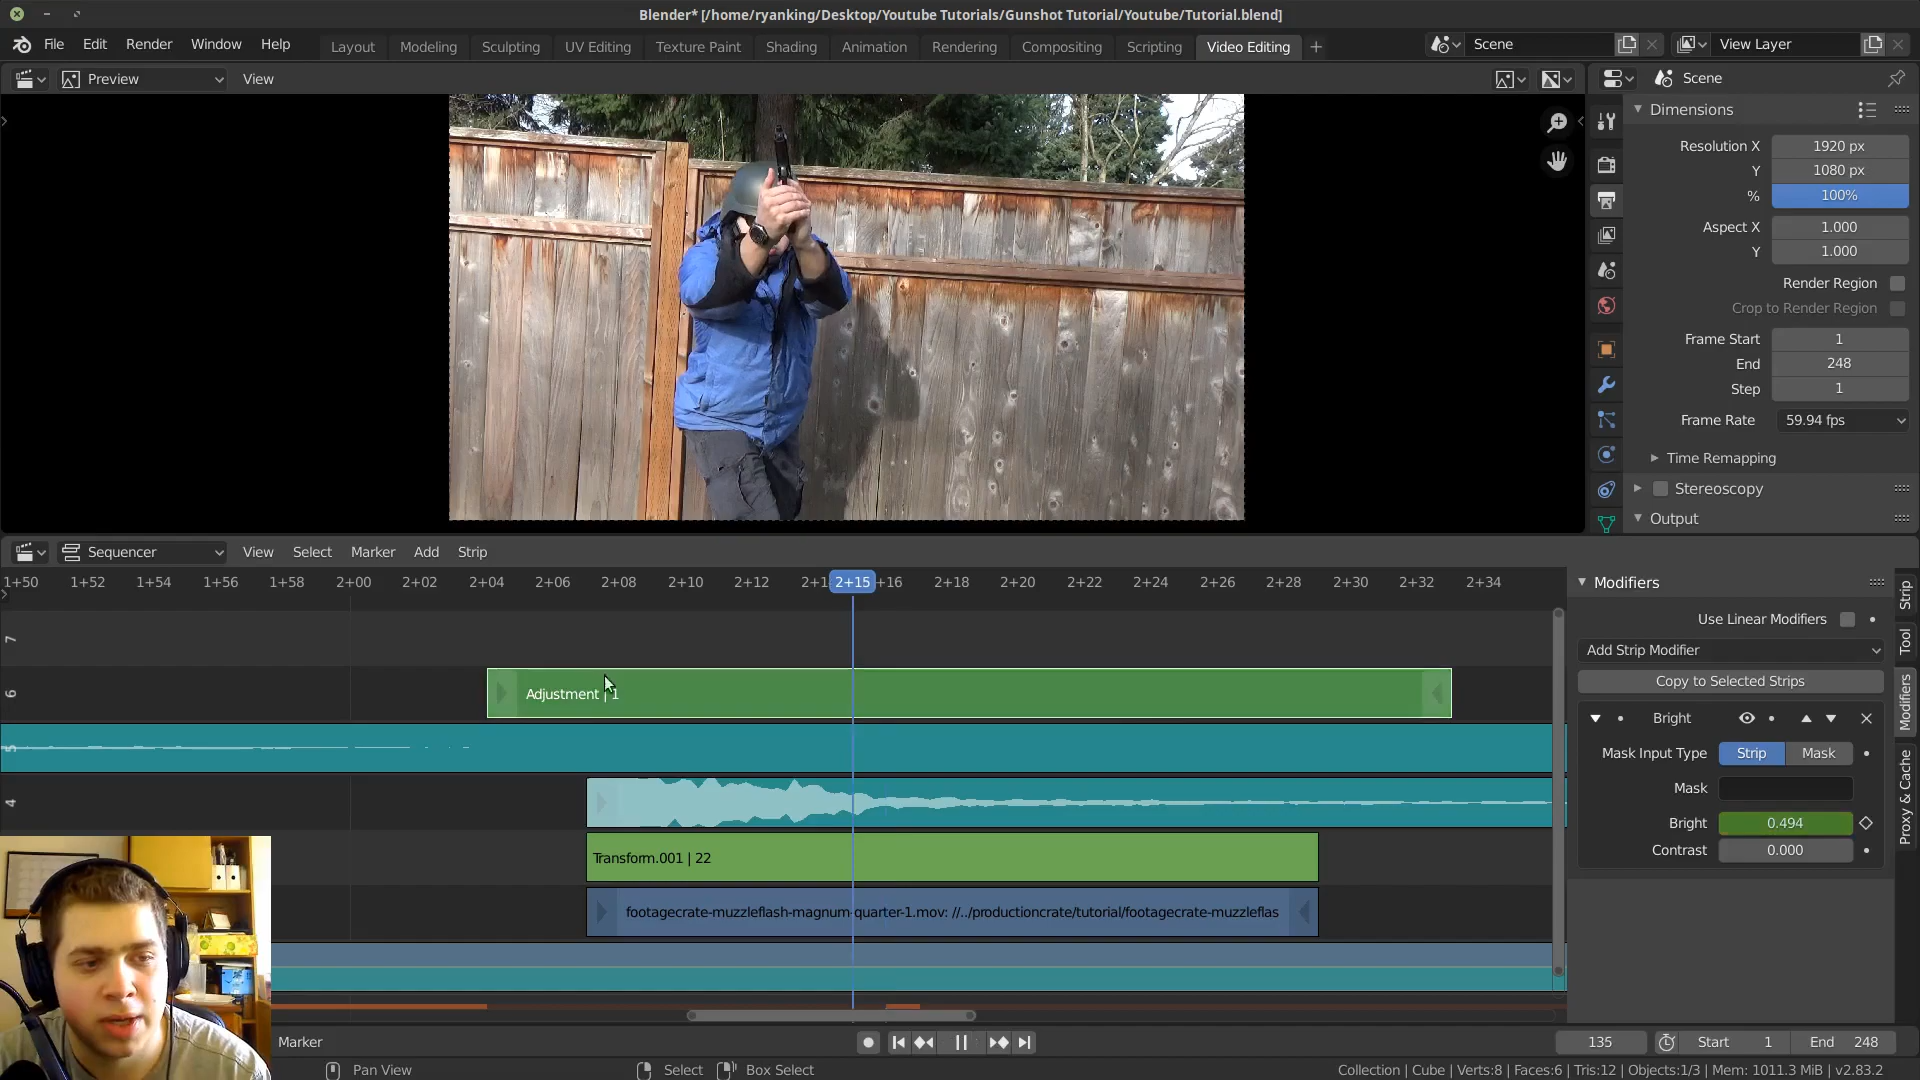 Blender* [/home/ryanking/Desktop/Youtube Tutorials/Gunshot Tutorial/Youtube/Tutorial.blend]
File Edit Render Window Help Layout Modeling Sculpting UV Editing Texture Paint Shading Animation Rendering Compositing Scripting Video Editing + Scene View Layer
Preview View Scene
Dimensions
Resolution X 1920 px
Y 1080 px
% 100%
Aspect X 1.000
Y 1.000
Render Region
Crop to Render Region
Frame Start 1
End 248
Step 1
Frame Rate 59.94 fps
Time Remapping
Stereoscopy
Output
Sequencer View Select Marker Add Strip
1+50 1+52 1+54 1+56 1+58 2+00 2+02 2+04 2+06 2+08 2+10 2+12 2+1 2+15 +16 2+18 2+20 2+22 2+24 2+26 2+28 2+30 2+32 2+34
7
6
5
4
Adjustment | 1
Transform.001 | 22
footagecrate-muzzleflash-magnum-quarter-1.mov: //../productioncrate/tutorial/footagecrate-muzzleflas
Modifiers
Use Linear Modifiers
Add Strip Modifier
Copy to Selected Strips
Bright
Mask Input Type Strip Mask
Mask
Bright 0.494
Contrast 0.000
Strip
Tool
Modifiers
Proxy & Cache
Marker 135 Start 1 End 248
Pan View Select Box Select Collection | Cube | Verts:8 | Faces:6 | Tris:12 | Objects:1/3 | Mem: 1011.3 MiB | v2.83.2